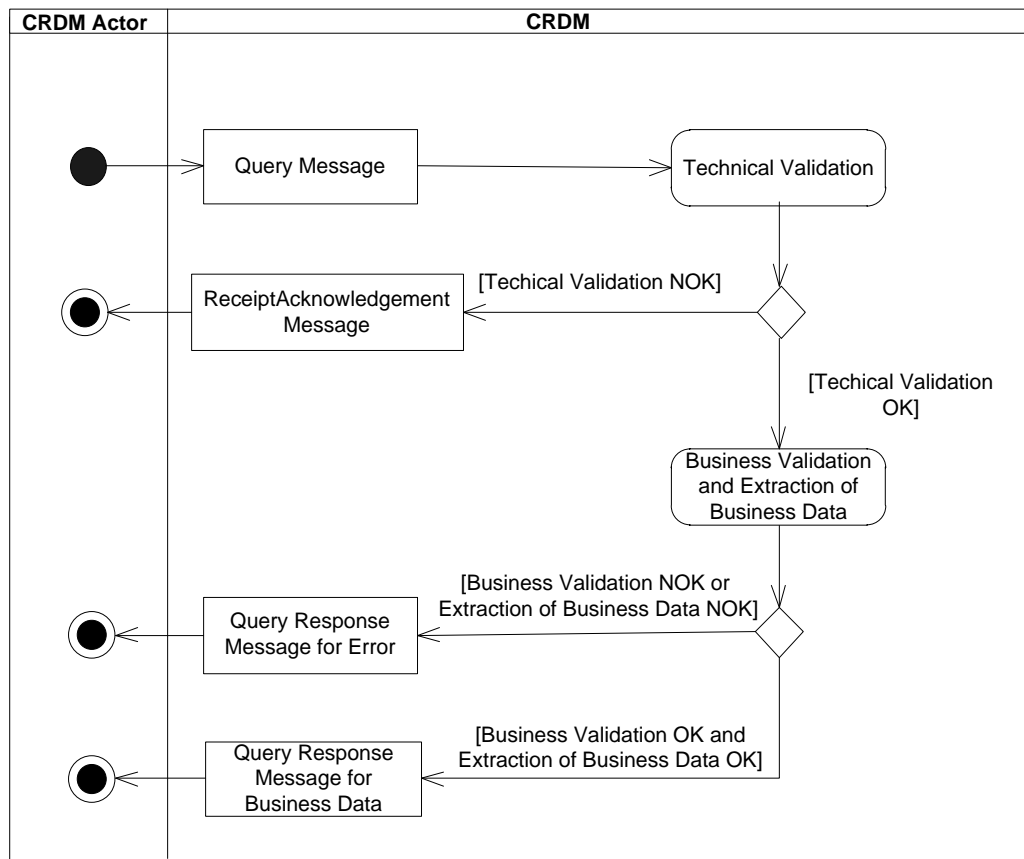 CRDM Actor
CRDM
Query Message
Technical Validation
[Techical Validation NOK]
ReceiptAcknowledgement
Message
[Techical Validation
OK]
Business Validation
and Extraction of
Business Data
[Business Validation NOK or
Extraction of Business Data NOK]
Query Response
Message for Error
[Business Validation OK and
Extraction of Business Data OK]
Query Response
Message for
Business Data